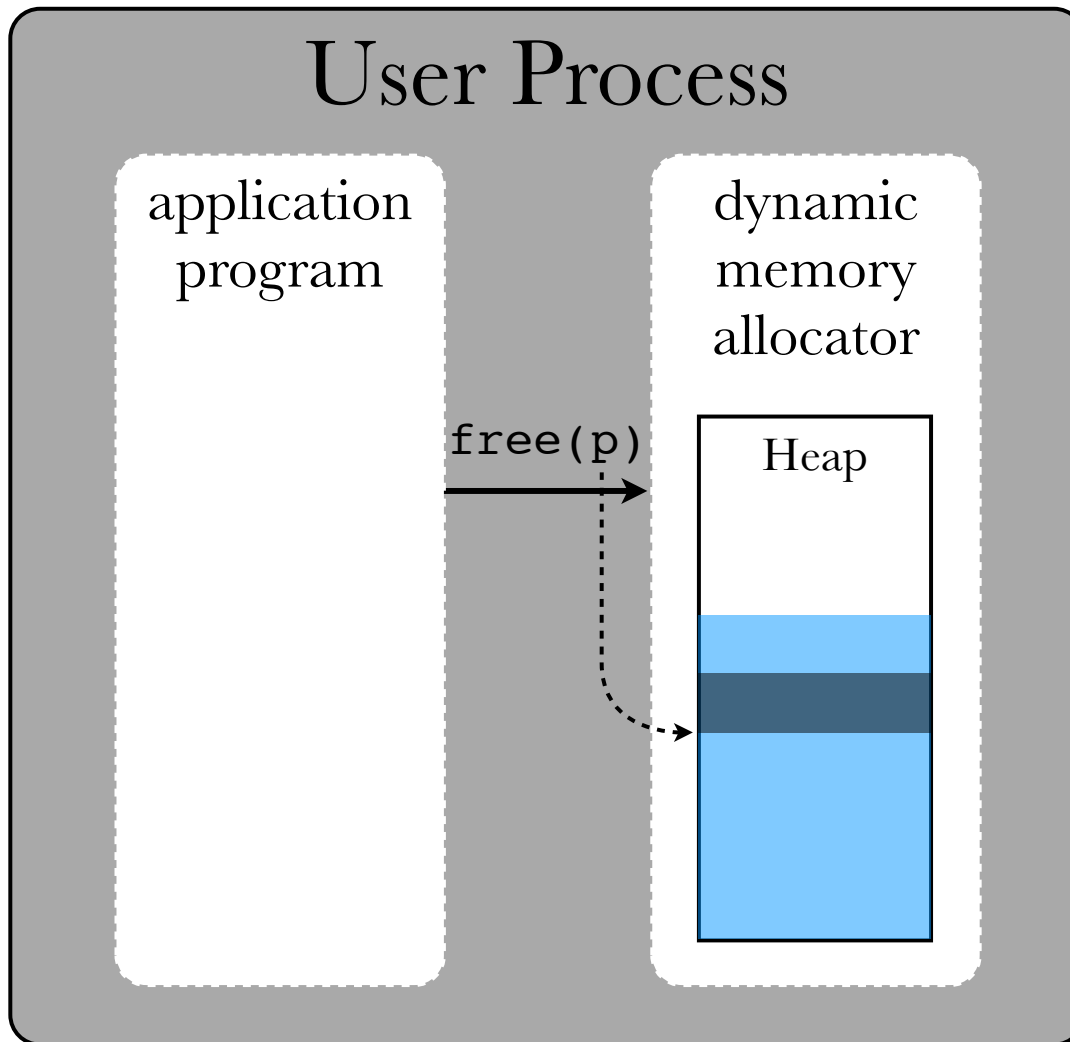 User Process
application
program
dynamic
memory
allocator
free(p)
Heap